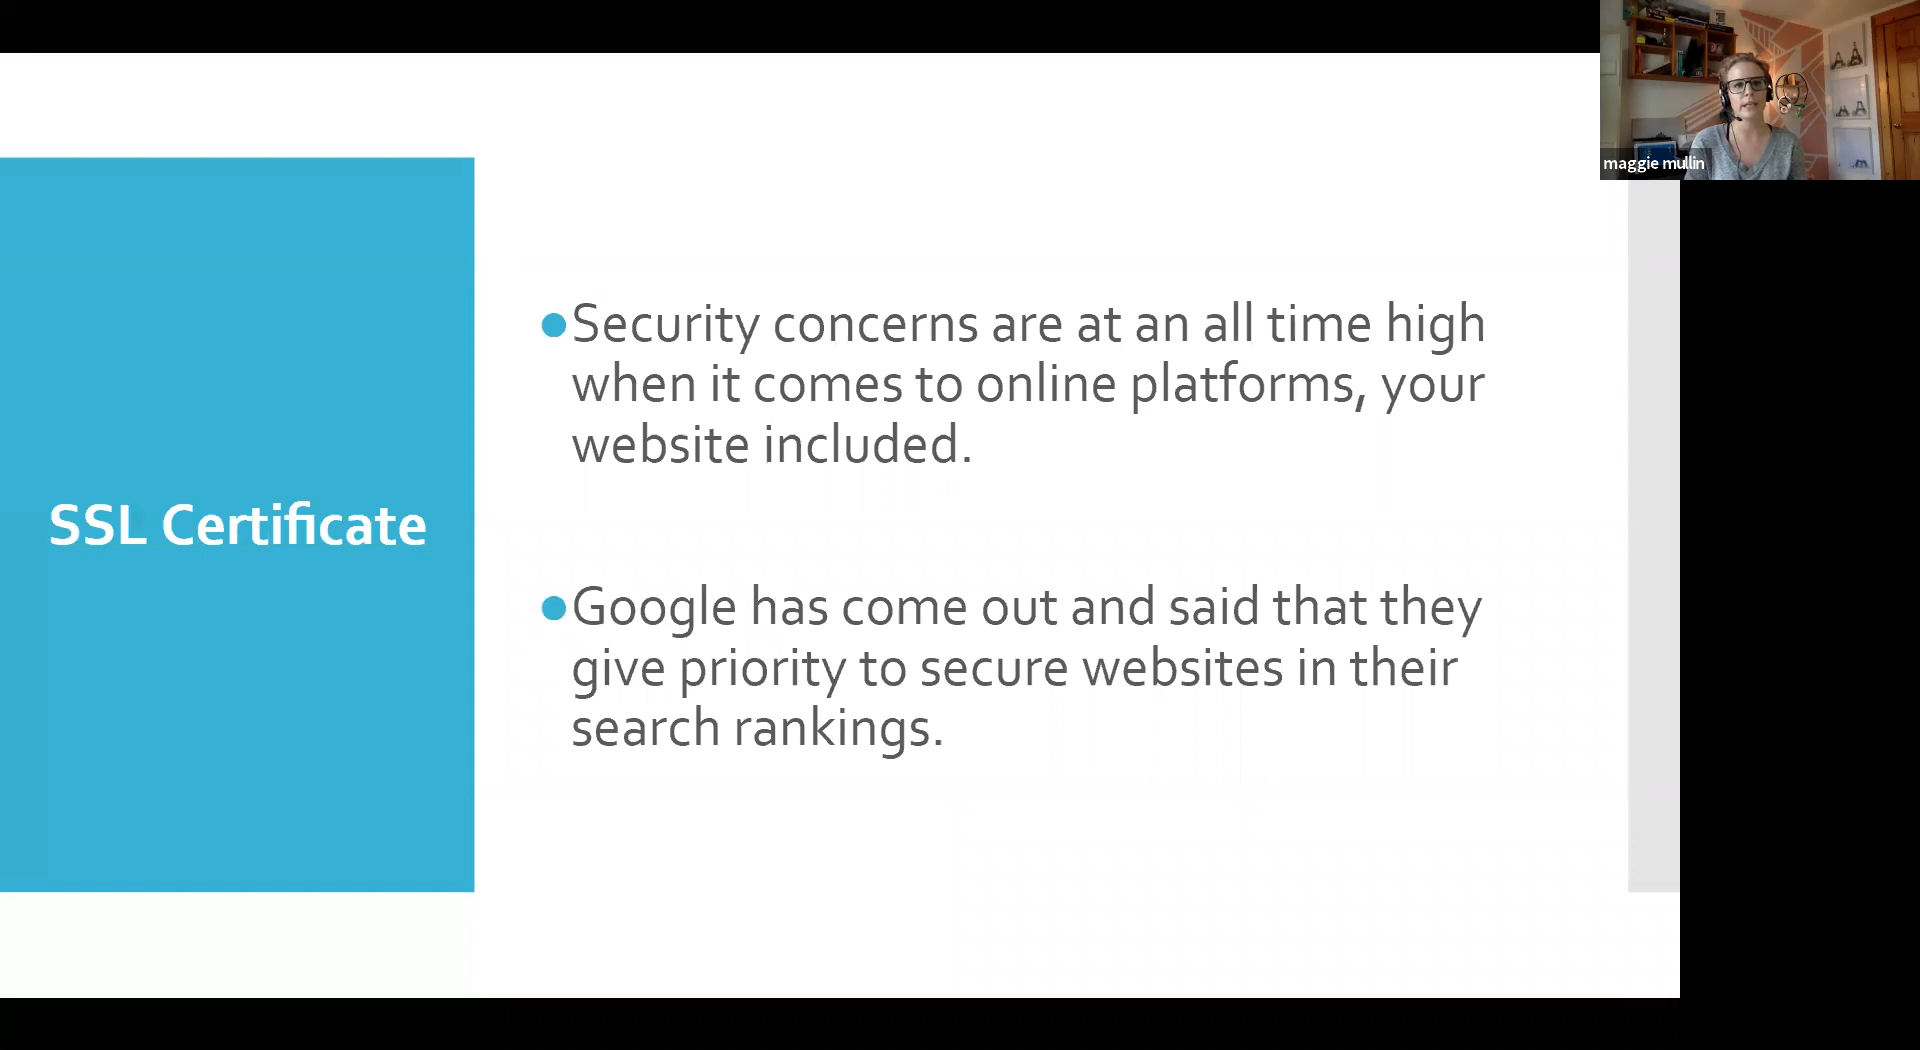 maggie mullin
SSL Certificate
●Security concerns are at an all time high
when it comes to online platforms, your
website included.
●Google has come out and said that they
give priority to secure websites in their
search rankings.